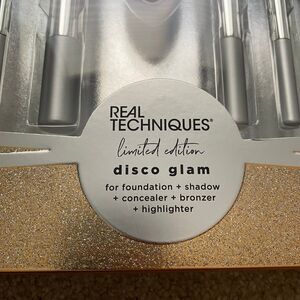 REAL
TECHNIQUES®
limited edition
disco glam
for foundation + shadow
+ concealer + bronzer
+ highlighter